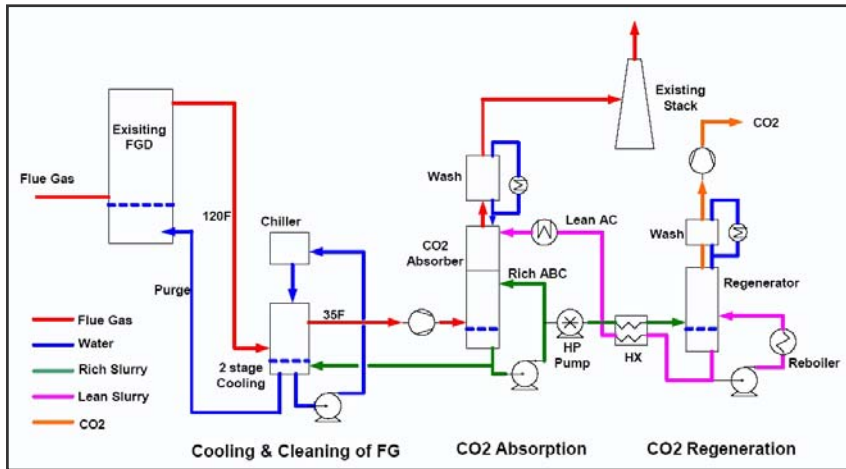 Exisiting
FGD
Flue Gas
120F
Purge
Chiller
35F
2 stage
Cooling
Wash
CO2
Absorber
Lean AC
Rich ABC
HP
Pump
HX
Existing
Stack
CO2
Wash
Regenerator
Reboiler
Flue Gas
Water
Rich Slurry
Lean Slurry
CO2
Cooling & Cleaning of FG
CO2 Absorption
CO2 Regeneration